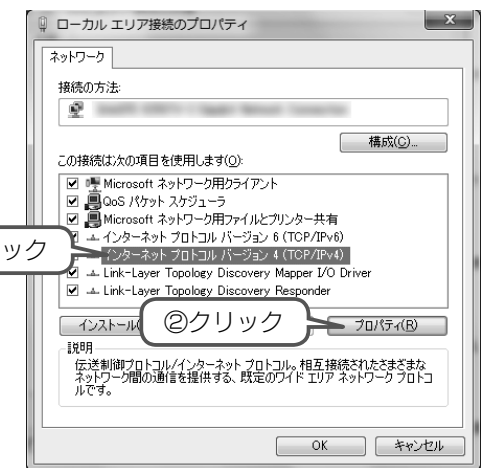 ローカル エリア接続のプロパティ
ネットワーク
接続の方法:
構成(C)...
この接続は次の項目を使用します(O):
Microsoft ネットワーク用クライアント
QoS パケット スケジューラ
Microsoft ネットワーク用ファイルとプリンター共有
インターネット プロトコル バージョン 6 (TCP/IPv6)
ック
インターネット プロトコル バージョン 4 (TCP/IPv4)
Link-Layer Topology Discovery Mapper I/O Driver
Link-Layer Topology Discovery Responder
インストール(
②クリック
プロパティ(R)
説明
伝送制御プロトコル/インターネット プロトコル。相互接続されたさまざまな
ネットワーク間の通信を提供する、既定のワイド エリア ネットワーク プロトコ
ルです。
OK
キャンセル